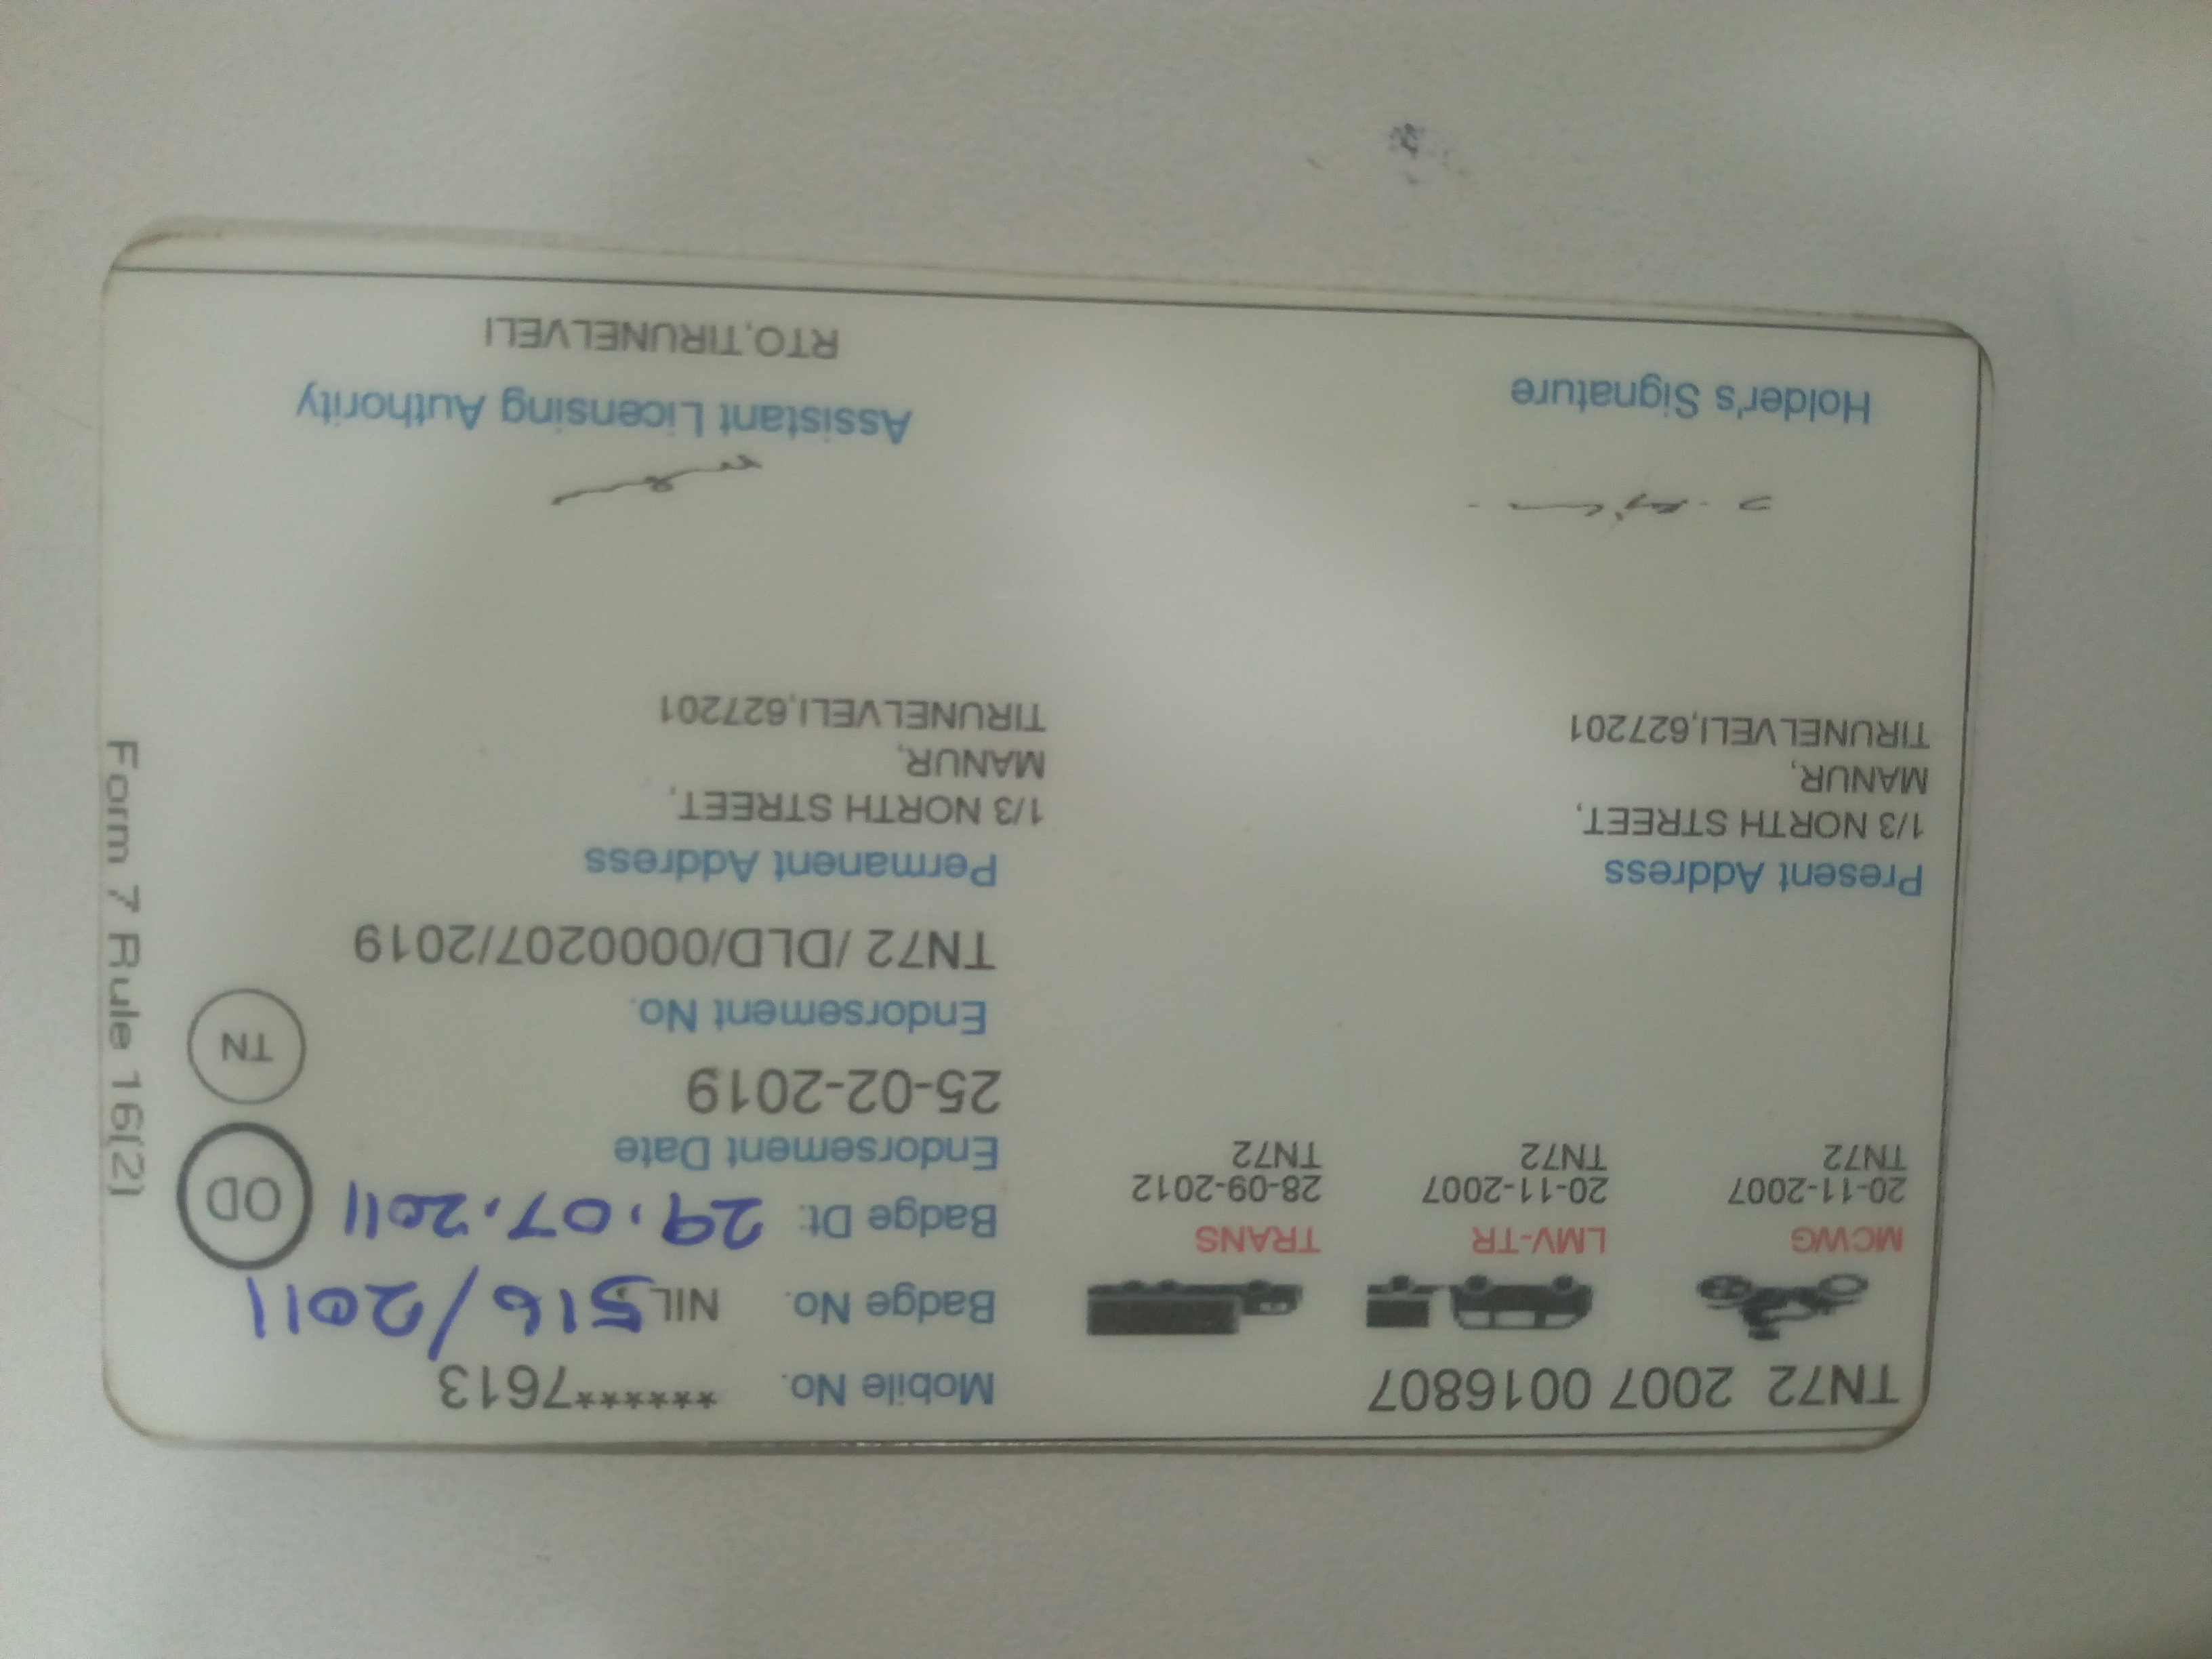 TN72 2007 0016807
MCWG
20-11-2007
TN72
LMV-TR
20-11-2007
TN72
TRANS
28-09-2012
TN72
Mobile No. ******7613
Badge No. NIL 516/2011
Badge Dt: 29.07.2011
Endorsement Date
25-02-2019
Endorsement No.
TN72 /DLD/0000207/2019
OD
TN
Present Address
1/3 NORTH STREET,
MANUR,
TIRUNELVELI,627201
Permanent Address
1/3 NORTH STREET,
MANUR,
TIRUNELVELI,627201
Holder's Signature
Assistant Licensing Authority
RTO,TIRUNELVELI
Form 7 Rule 16(2)